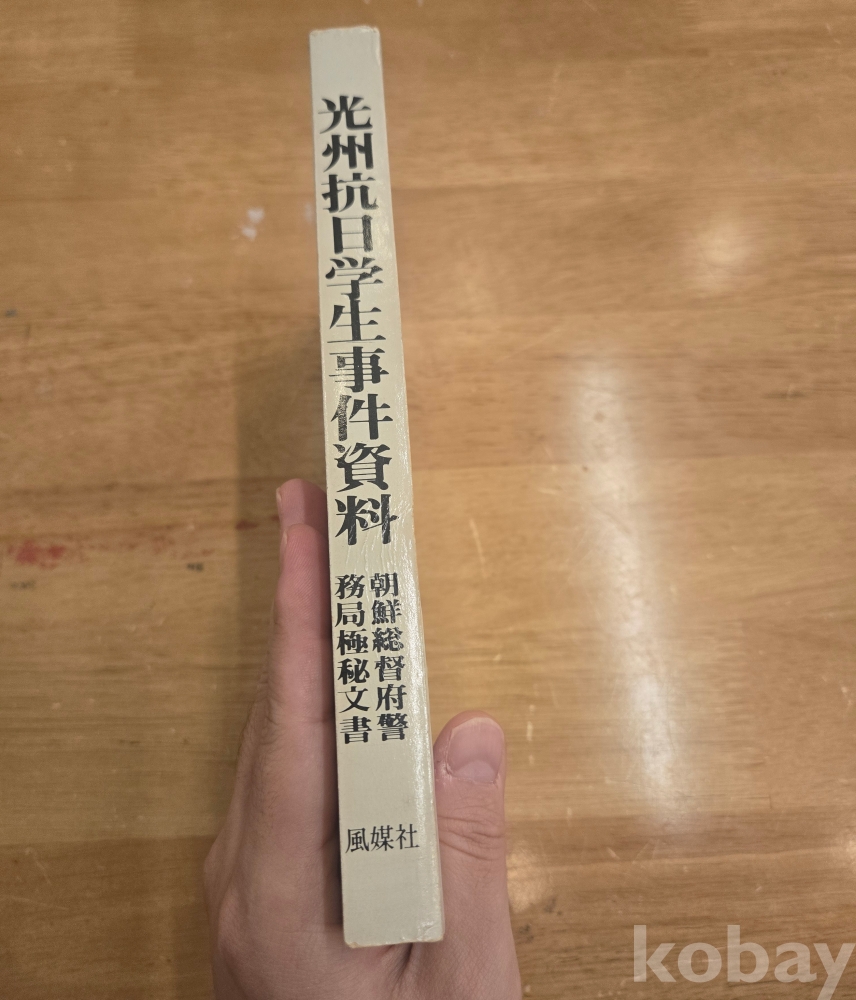 光州抗日学生事件資料
朝鮮総督府警
務局極秘文書
風媒社
kobay